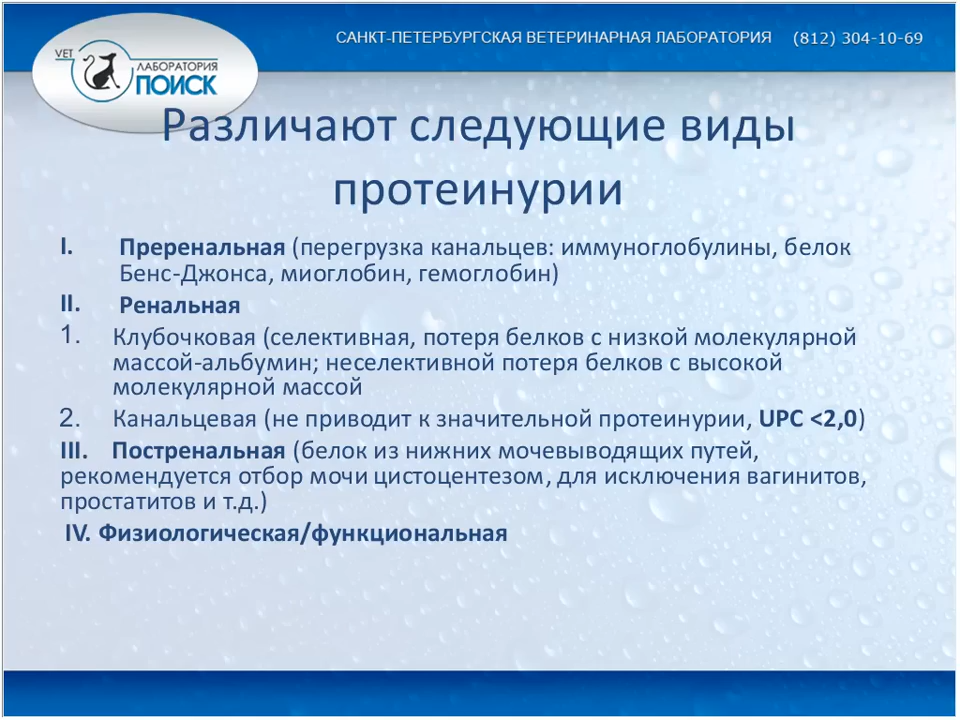 САНКТ-ПЕТЕРБУРГСКАЯ ВЕТЕРИНАРНАЯ ЛАБОРАТОРИЯ (812) 304-10-69
VET
ЛАБОРАТОРИЯ
ПОИСК
Различают следующие виды
протеинурии
I. Преренальная (перегрузка канальцев: иммуноглобулины, белок
Бенс-Джонса, миоглобин, гемоглобин)
II. Ренальная
1. Клубочковая (селективная, потеря белков с низкой молекулярной
массой-альбумин; неселективной потеря белков с высокой
молекулярной массой
2. Канальцевая (не приводит к значительной протеинурии, UPC <2,0)
III. Постренальная (белок из нижних мочевыводящих путей,
рекомендуется отбор мочи цистоцентезом, для исключения вагинитов,
простатитов и т.д.)
IV. Физиологическая/функциональная